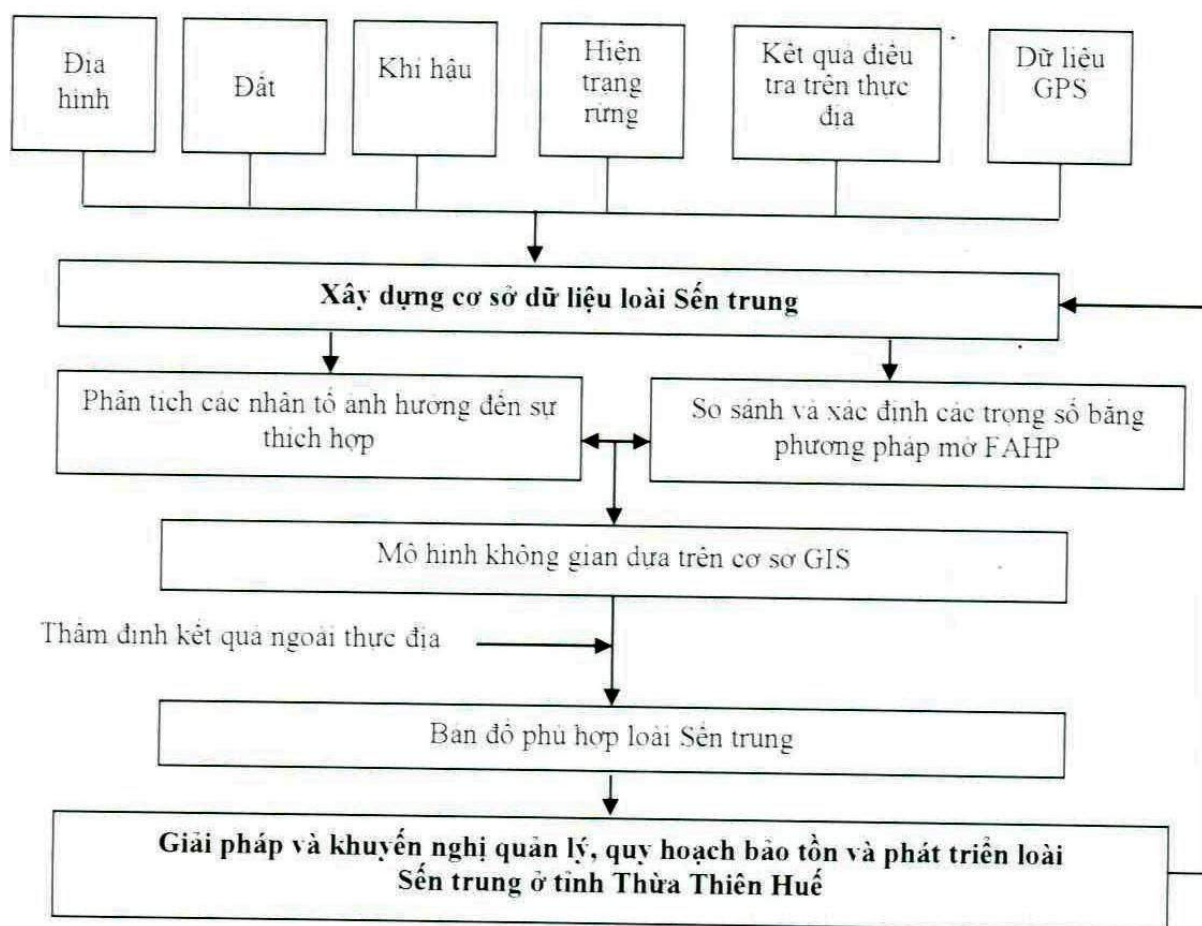 Địa
hình
Đất
Khí hậu
Hiện
trạng
rừng
Kết quả điều
tra trên thực
địa
Dữ liệu
GPS
Xây dựng cơ sở dữ liệu loài Sến trung
Phân tích các nhân tố ảnh hưởng đến sự
thích hợp
So sánh và xác định các trọng số bằng
phương pháp mờ FAHP
Mô hình không gian dựa trên cơ sở GIS
Thẩm định kết quả ngoài thực địa
Bản đồ phù hợp loài Sến trung
Giải pháp và khuyến nghị quản lý, quy hoạch bảo tồn và phát triển loài
Sến trung ở tỉnh Thừa Thiên Huế